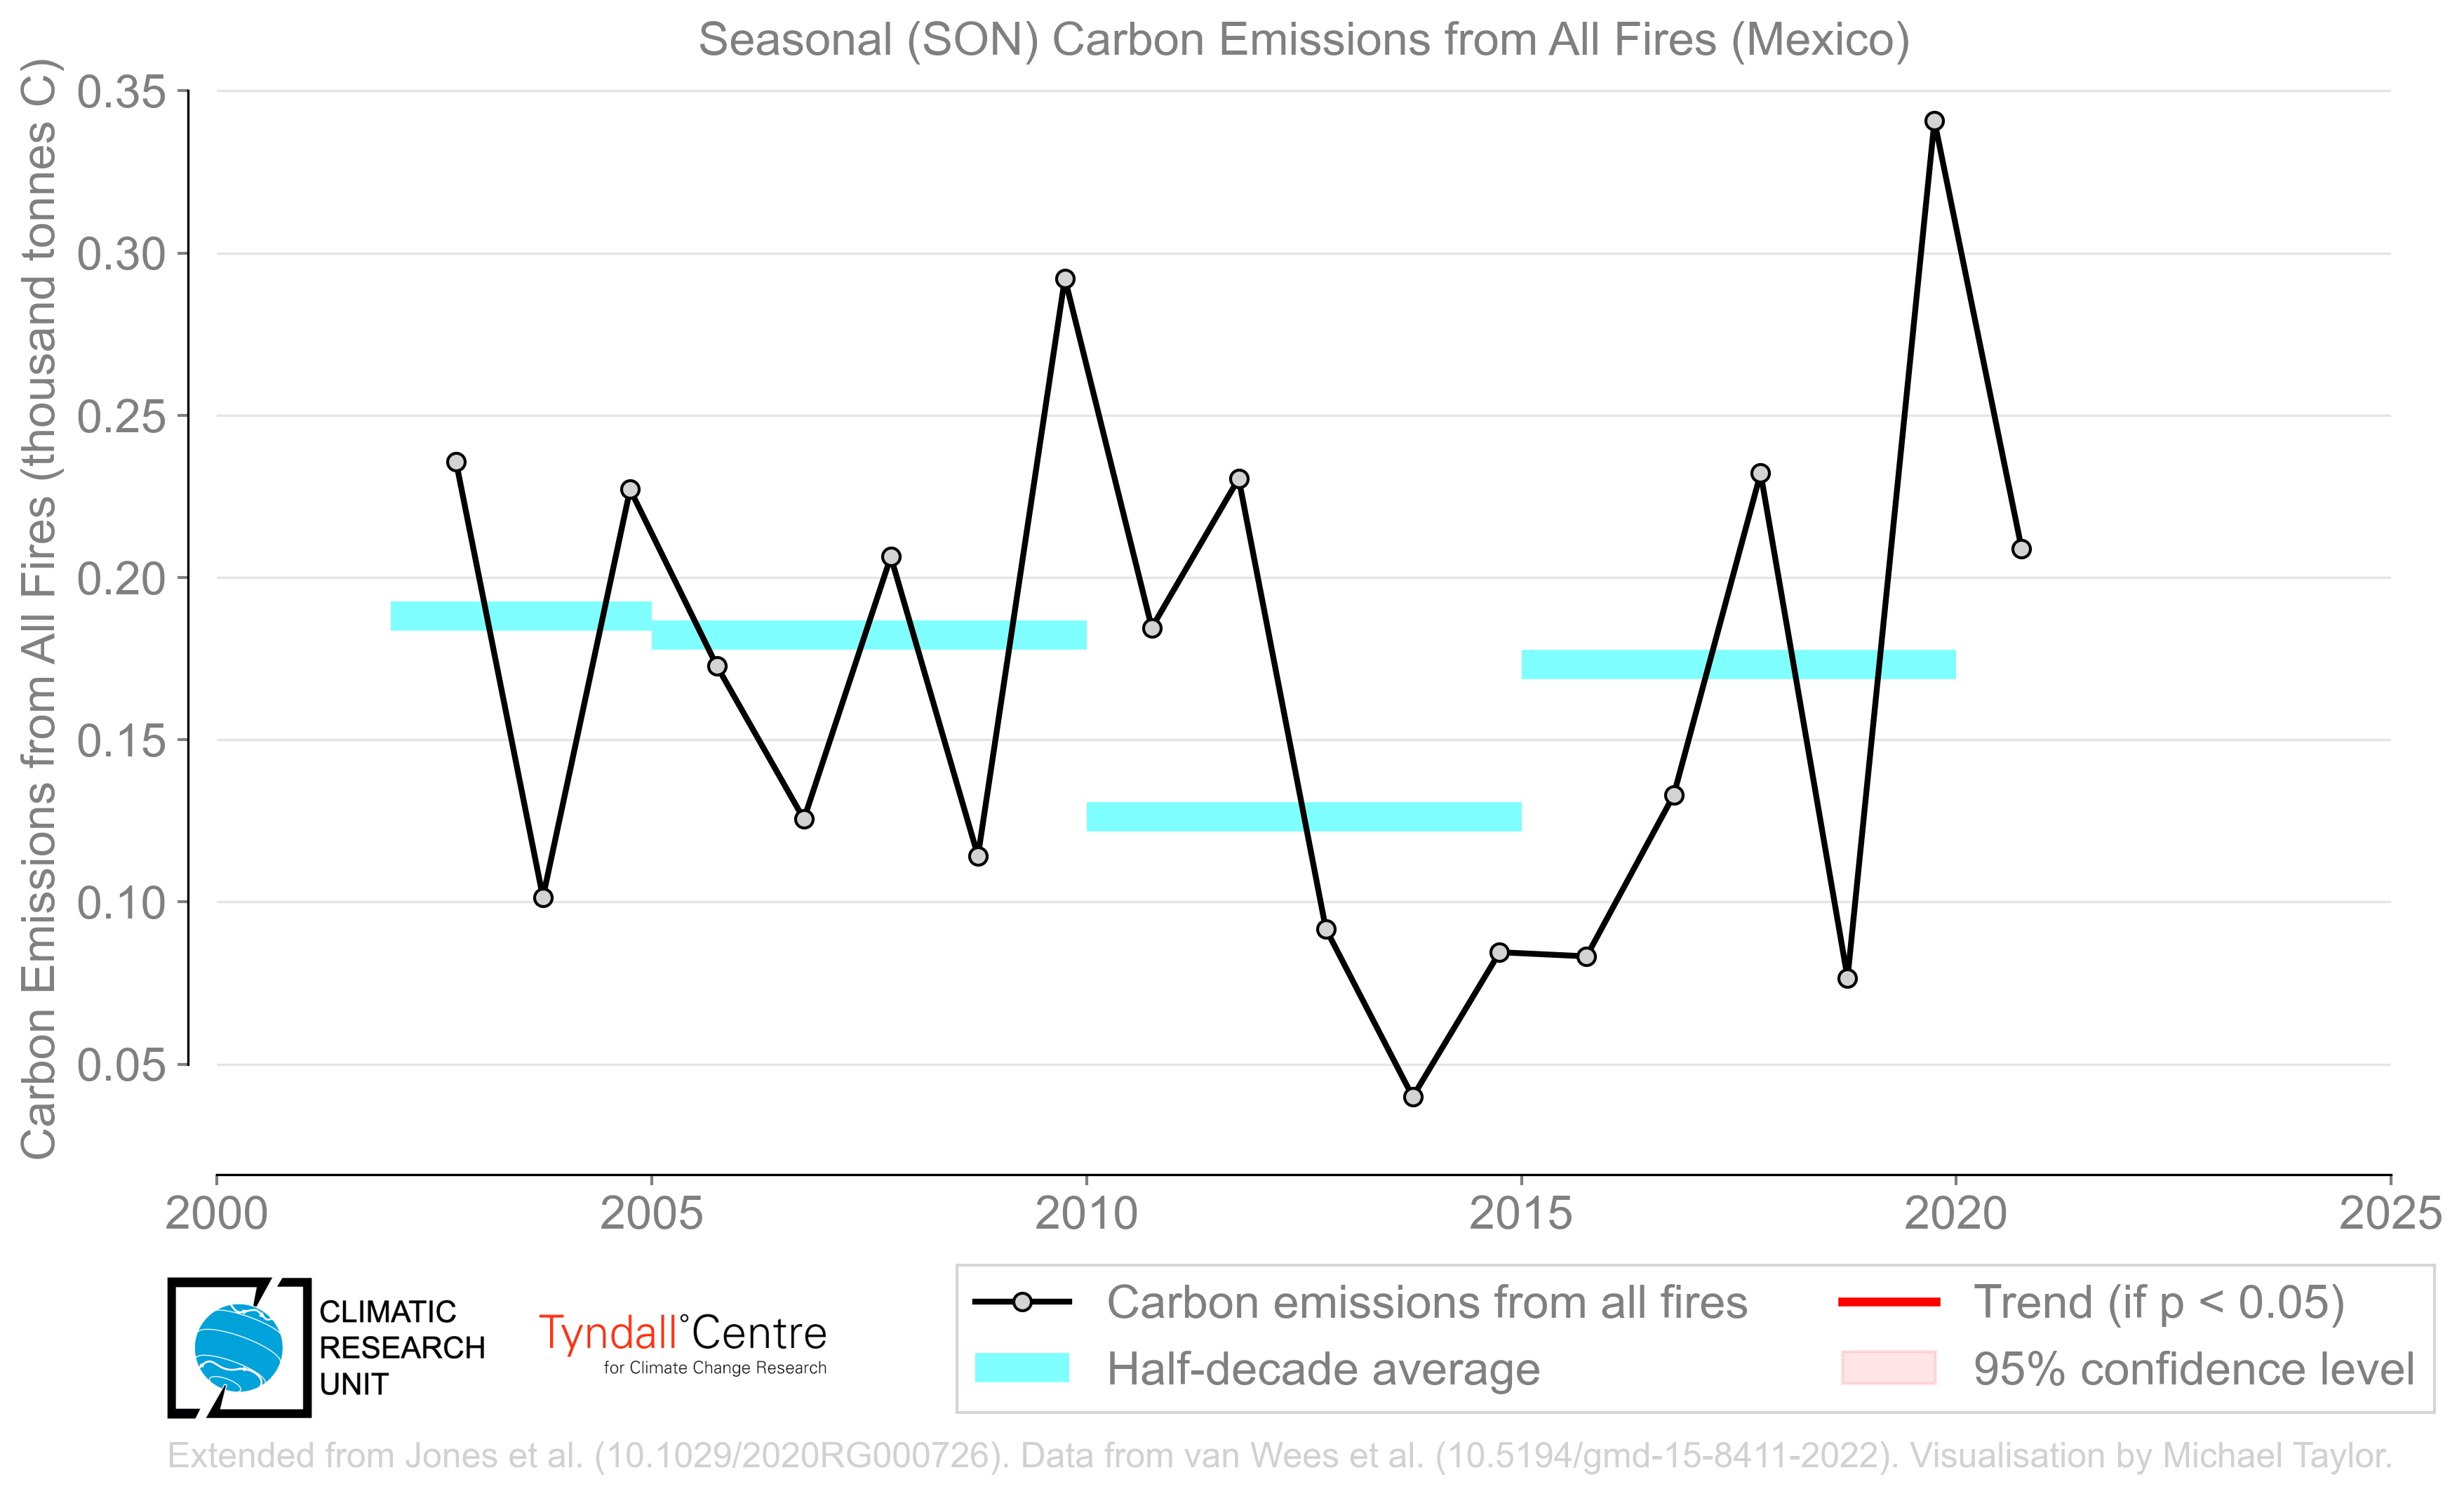 Seasonal (SON) Carbon Emissions from All Fires (Mexico)
Carbon Emissions from All Fires (thousand tonnes C)
0.35
0.30
0.25
0.20
0.15
0.10
0.05
2000 2005 2010 2015 2020 2025
CLIMATIC
RESEARCH
UNIT
Tyndall°Centre
for Climate Change Research
Carbon emissions from all fires
Half-decade average
Trend (if p < 0.05)
95% confidence level
Extended from Jones et al. (10.1029/2020RG000726). Data from van Wees et al. (10.5194/gmd-15-8411-2022). Visualisation by Michael Taylor.